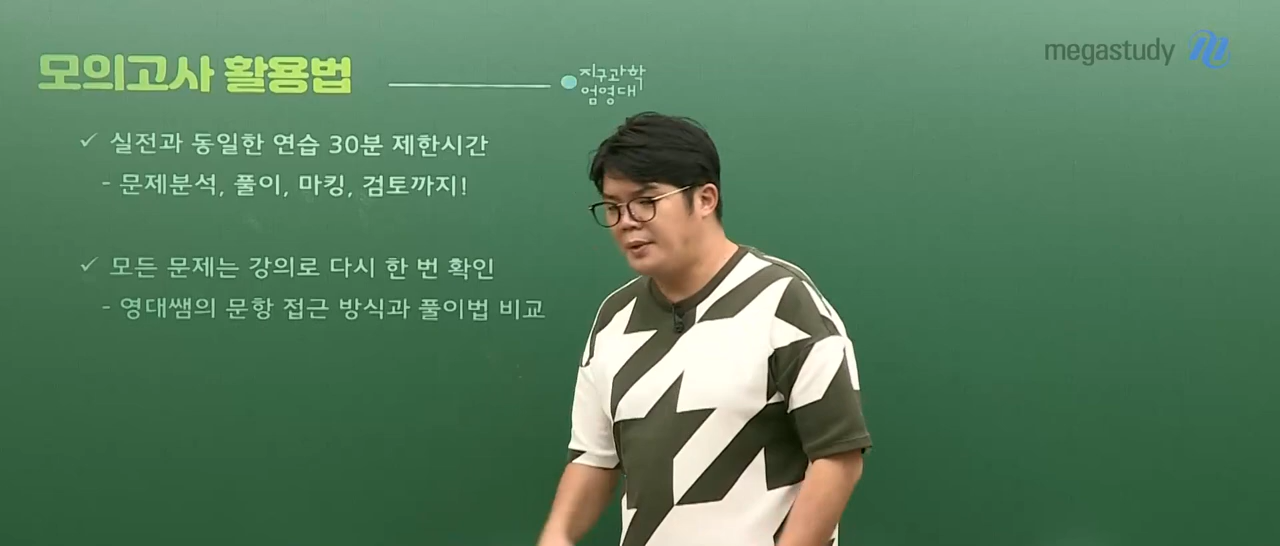 모의고사 활용법
지구과학
엄영대
megastudy
✓ 실전과 동일한 연습 30분 제한시간
- 문제분석, 풀이, 마킹, 검토까지!
✓ 모든 문제는 강의로 다시 한 번 확인
- 영대쌤의 문항 접근 방식과 풀이법 비교